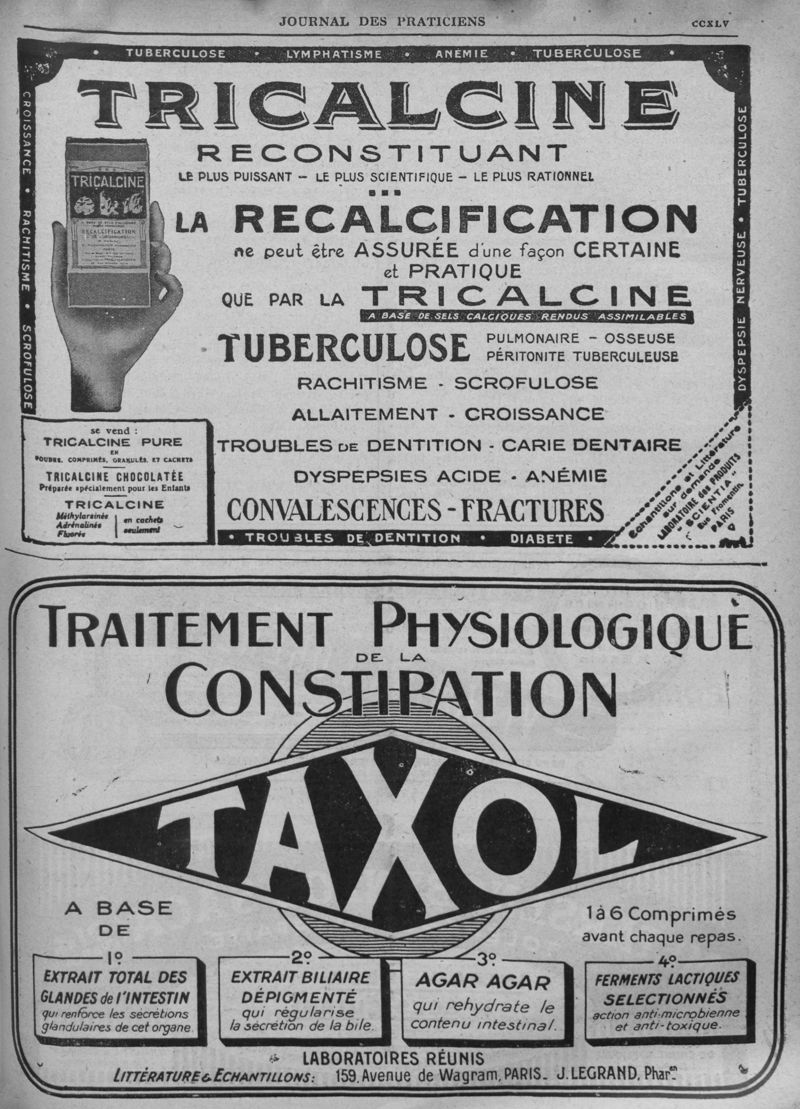 JOURNAL DES PRATICIENS
CCXLV
• TUBERCULOSE • LYMPHATISME • ANÉMIE • TUBERCULOSE •
CROISSANCE • RACHITISME • SCROFULOSE
DYSPEPSIE NERVEUSE • TUBERCULOSE
TRICALCINE
RECONSTITUANT
LE PLUS PUISSANT – LE PLUS SCIENTIFIQUE – LE PLUS RATIONNEL
TRICALCINE
RECALCIFICATION
LA RECALCIFICATION
ne peut être ASSURÉE d'une façon CERTAINE
et PRATIQUE
QUE PAR LA TRICALCINE
A BASE DE SELS CALCIQUES RENDUS ASSIMILABLES
TUBERCULOSE PULMONAIRE – OSSEUSE
PÉRITONITE TUBERCULEUSE
RACHITISME - SCROFULOSE
ALLAITEMENT - CROISSANCE
TROUBLES DE DENTITION - CARIE DENTAIRE
DYSPEPSIES ACIDE - ANÉMIE
CONVALESCENCES - FRACTURES
• TROUBLES DE DENTITION • DIABETE •
se vend :
TRICALCINE PURE
EN
POUDRE, COMPRIMÉS, GRANULÉS, ET CACHETS
TRICALCINE CHOCOLATÉE
Préparée spécialement pour les Enfants
TRICALCINE
Méthylarsinée
Adrénalinée
Fluorée
en cachets
seulement
Echantillons et Littérature
sur demande
LABORATOIRE des PRODUITS
"SCIENTIA"
Rue Fromentin
PARIS
TRAITEMENT PHYSIOLOGIQUE
DE LA
CONSTIPATION
TAXOL
A BASE
DE
1à 6 Comprimés
avant chaque repas.
1º
EXTRAIT TOTAL DES
GLANDES de l'INTESTIN
qui renforce les sécrétions
glandulaires de cet organe.
2º
EXTRAIT BILIAIRE
DÉPIGMENTÉ
qui régularise
la sécrétion de la bile.
3º
AGAR AGAR
qui rehydrate le
contenu intestinal.
4º
FERMENTS LACTIQUES
SELECTIONNÉS
action anti-microbienne
et anti-toxique.
LABORATOIRES RÉUNIS
LITTÉRATURE & ECHANTILLONS: 159, Avenue de Wagram, PARIS_ J. LEGRAND, Pharᵉⁿ